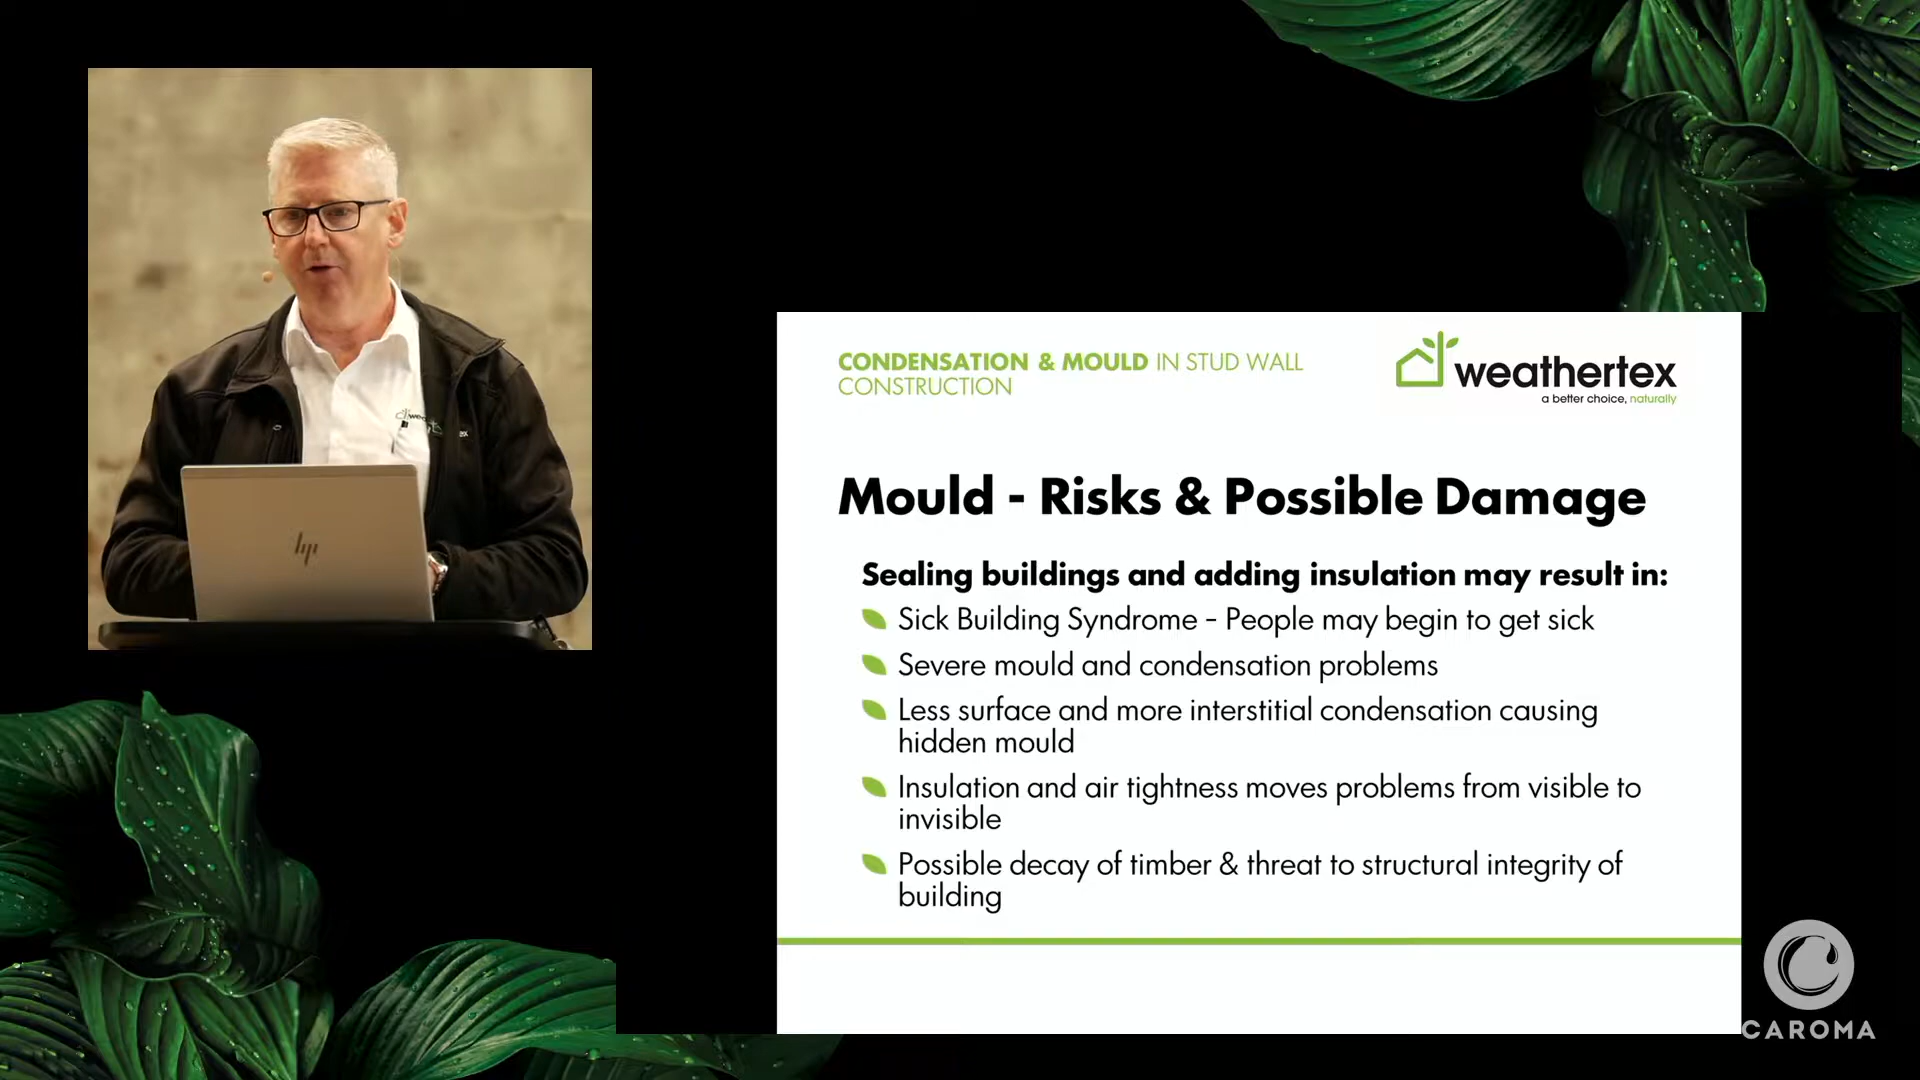 CONDENSATION & MOULD IN STUD WALL
CONSTRUCTION
weathertex
a better choice, naturally
Mould - Risks & Possible Damage
Sealing buildings and adding insulation may result in:
Sick Building Syndrome - People may begin to get sick
Severe mould and condensation problems
Less surface and more interstitial condensation causing
hidden mould
Insulation and air tightness moves problems from visible to
invisible
Possible decay of timber & threat to structural integrity of
building
hp
CAROMA